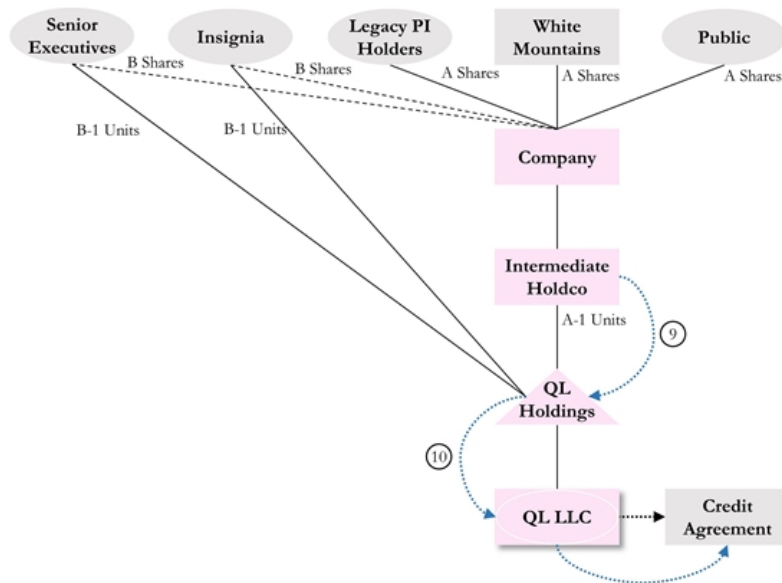 Senior
Executives
Insignia
Legacy PI
Holders
White
Mountains
Public
B Shares
B Shares
A Shares
A Shares
A Shares
B-1 Units
B-1 Units
Company
Intermediate
Holdco
A-1 Units
9
QL
Holdings
10
QL LLC
Credit
Agreement